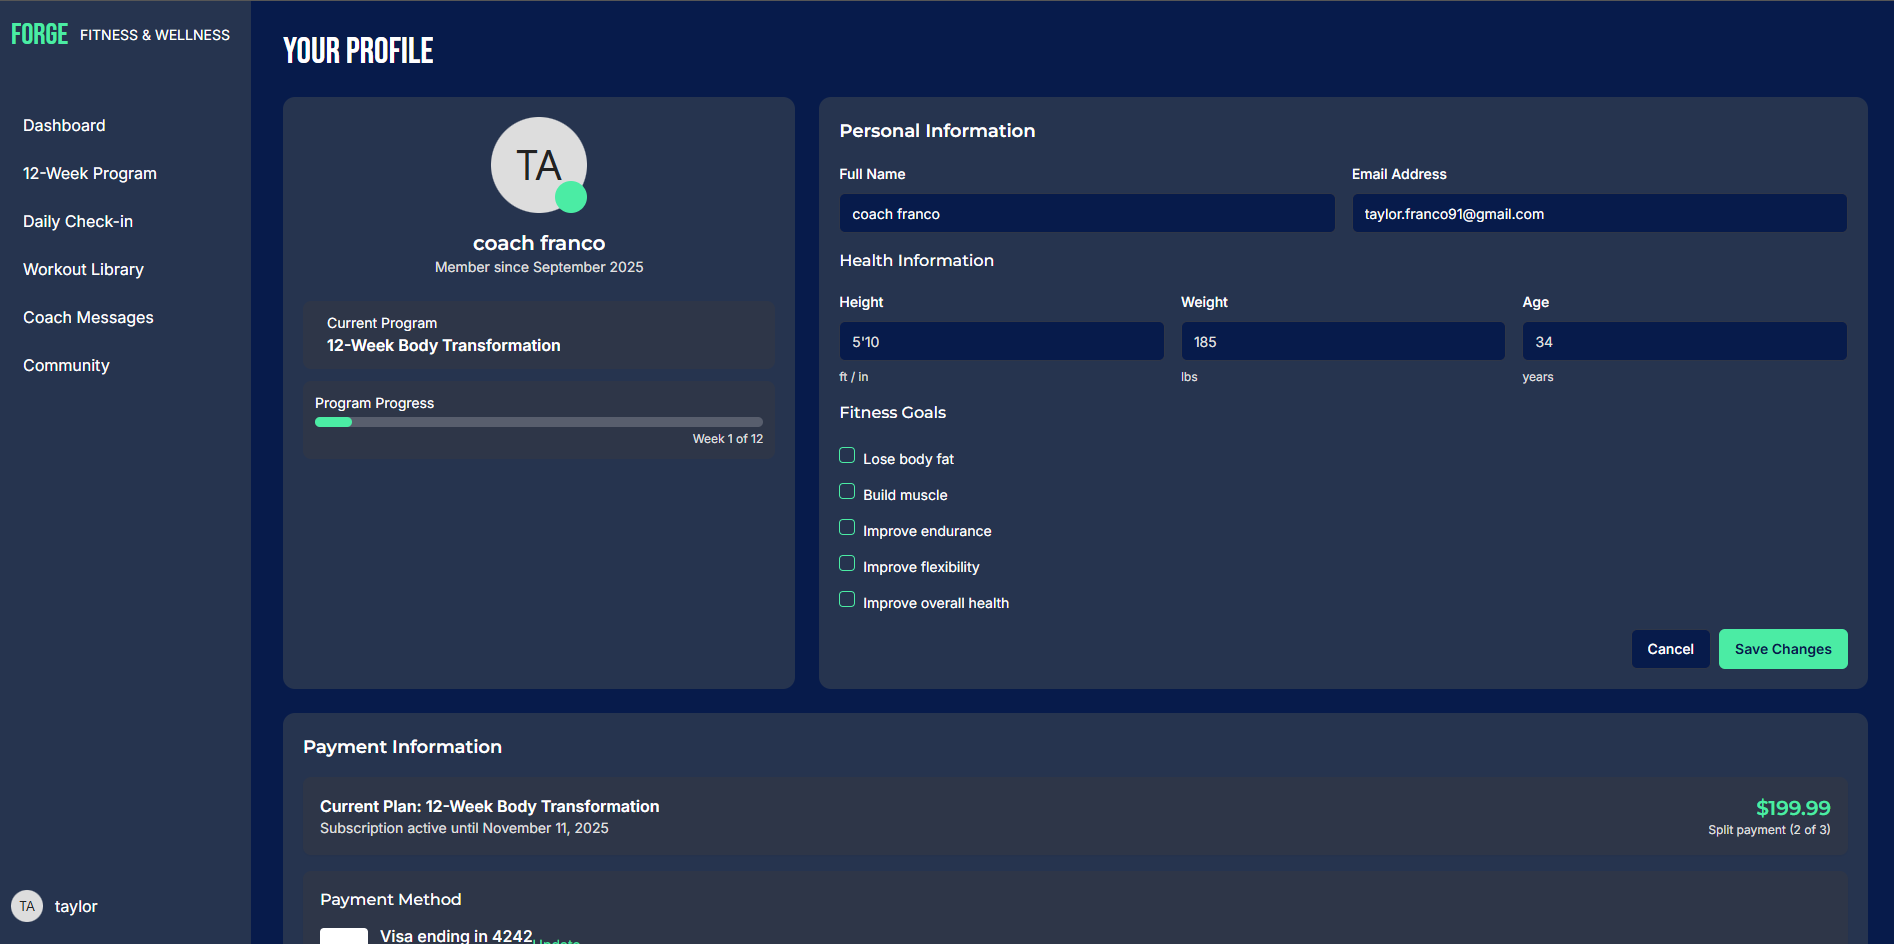 FORGE FITNESS & WELLNESS
Dashboard
12-Week Program
Daily Check-in
Workout Library
Coach Messages
Community
TA taylor
YOUR PROFILE
TA
coach franco
Member since September 2025
Current Program
12-Week Body Transformation
Program Progress
Week 1 of 12
Personal Information
Full Name
coach franco
Email Address
taylor.franco91@gmail.com
Health Information
Height
5'10
ft / in
Weight
185
lbs
Age
34
years
Fitness Goals
Lose body fat
Build muscle
Improve endurance
Improve flexibility
Improve overall health
Cancel
Save Changes
Payment Information
Current Plan: 12-Week Body Transformation
Subscription active until November 11, 2025
$199.99
Split payment (2 of 3)
Payment Method
Visa ending in 4242
Update